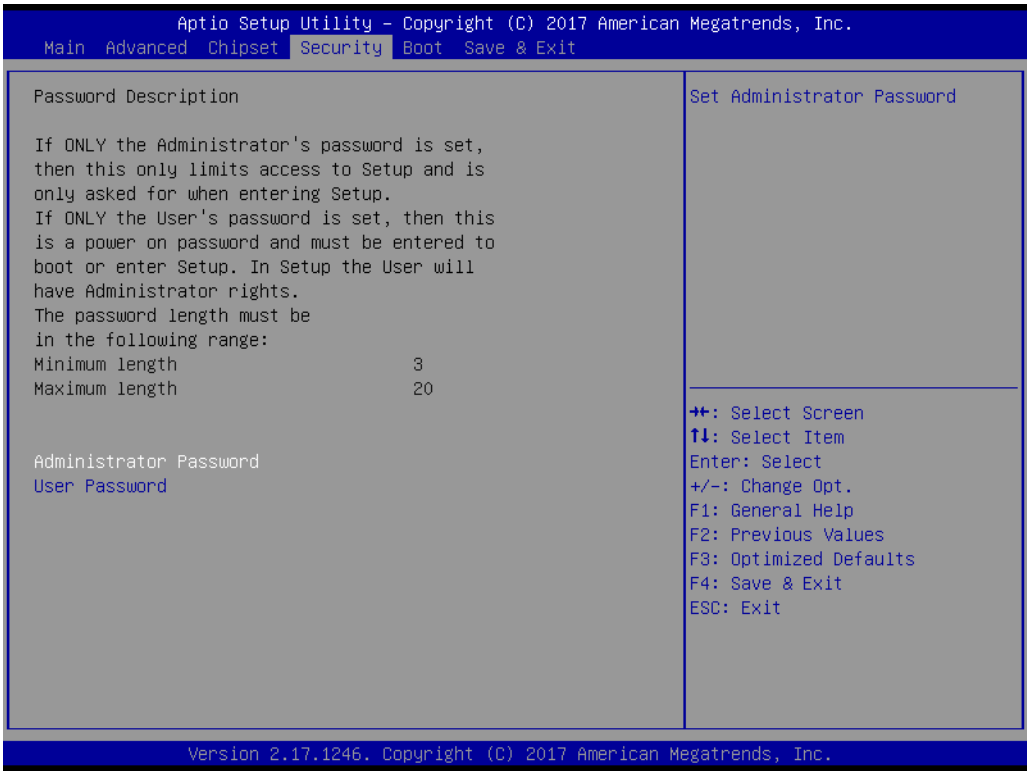 Aptio Setup Utility – Copyright (C) 2017 American Megatrends, Inc.
Main Advanced Chipset Security Boot Save & Exit
Password Description
If ONLY the Administrator's password is set,
then this only limits access to Setup and is
only asked for when entering Setup.
If ONLY the User's password is set, then this
is a power on password and must be entered to
boot or enter Setup. In Setup the User will
have Administrator rights.
The password length must be
in the following range:
Minimum length 3
Maximum length 20
Administrator Password
User Password
Set Administrator Password
→←: Select Screen
↑↓: Select Item
Enter: Select
+/-: Change Opt.
F1: General Help
F2: Previous Values
F3: Optimized Defaults
F4: Save & Exit
ESC: Exit
Version 2.17.1246. Copyright (C) 2017 American Megatrends, Inc.